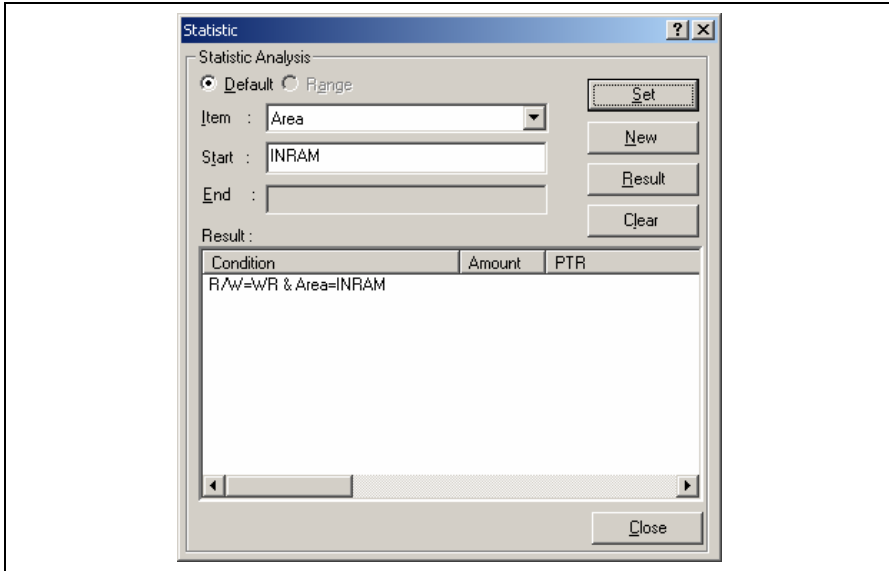 Statistic
Statistic Analysis
Default Range
Set
Item : Area
New
Start : INRAM
Result
End :
Clear
Result :
Condition Amount PTR
R/W=WR & Area=INRAM
Close